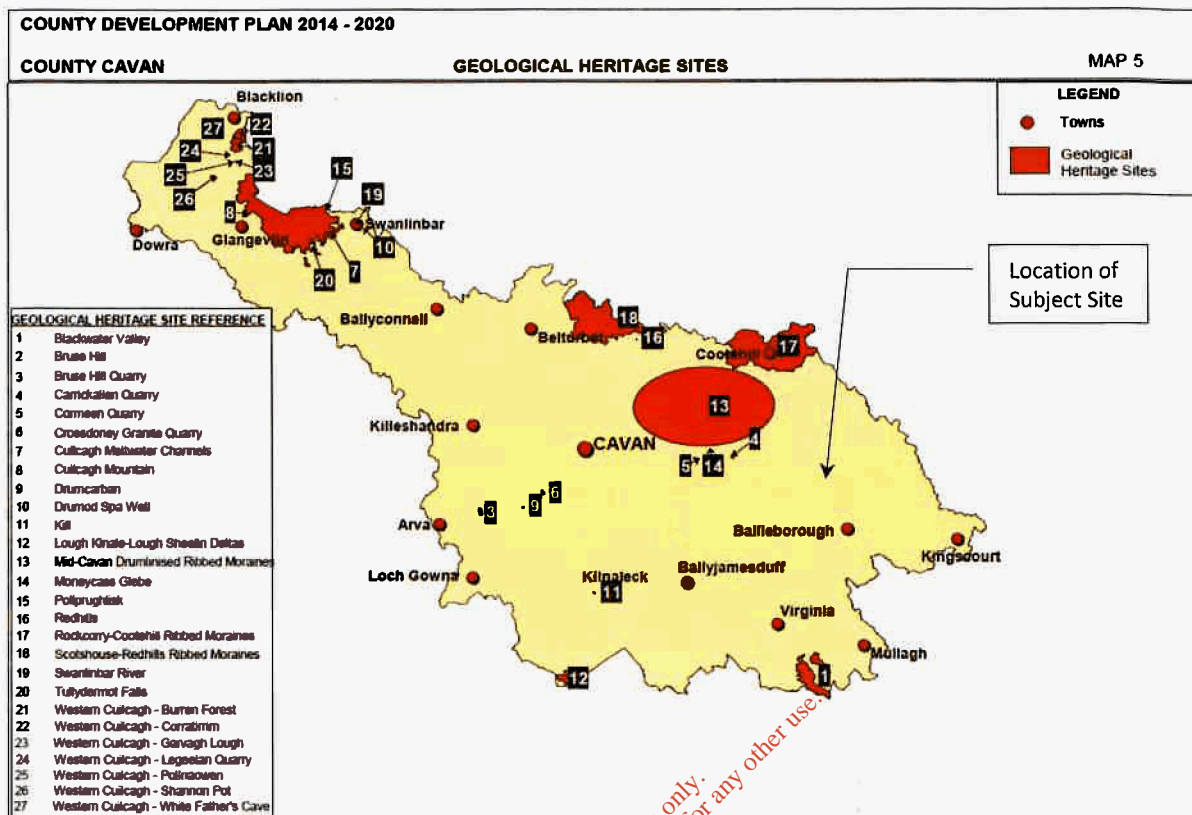 COUNTY DEVELOPMENT PLAN 2014 - 2020
COUNTY CAVAN
GEOLOGICAL HERITAGE SITES
MAP 5
LEGEND
Towns
Geological
Heritage Sites
Location of
Subject Site
Blacklion
27
22
21
24
25
23
26
15
19
8
Swanlinbar
Dowra
Glangevlin
10
7
20
Ballyconnell
Belturbet
18
16
Cootehill
17
13
Killeshandra
CAVAN
4
5
14
6
3
9
Arva
Bailieborough
Kingscourt
Loch Gowna
Kilnaleck
Ballyjamesduff
11
Virginia
Mullagh
12
1
GEOLOGICAL HERITAGE SITE REFERENCE
1 Blackwater Valley
2 Bruse Hill
3 Bruse Hill Quarry
4 Carrickallen Quarry
5 Cormeen Quarry
6 Crossdoney Granite Quarry
7 Cuilcagh Meltwater Channels
8 Cuilcagh Mountain
9 Drumcarban
10 Drumod Spa Well
11 Kill
12 Lough Kinale-Lough Sheelin Deltas
13 Mid-Cavan Drumlinised Ribbed Moraines
14 Moneycass Glebe
15 Pollprughlisk
16 Redhills
17 Rockcorry-Cootehill Ribbed Moraines
18 Scotshouse-Redhills Ribbed Moraines
19 Swanlinbar River
20 Tullydermot Falls
21 Western Cuilcagh - Burren Forest
22 Western Cuilcagh - Corratirrim
23 Western Cuilcagh - Garvagh Lough
24 Western Cuilcagh - Legeelan Quarry
25 Western Cuilcagh - Pollnaowen
26 Western Cuilcagh - Shannon Pot
27 Western Cuilcagh - White Father's Cave
only.
for any other use.